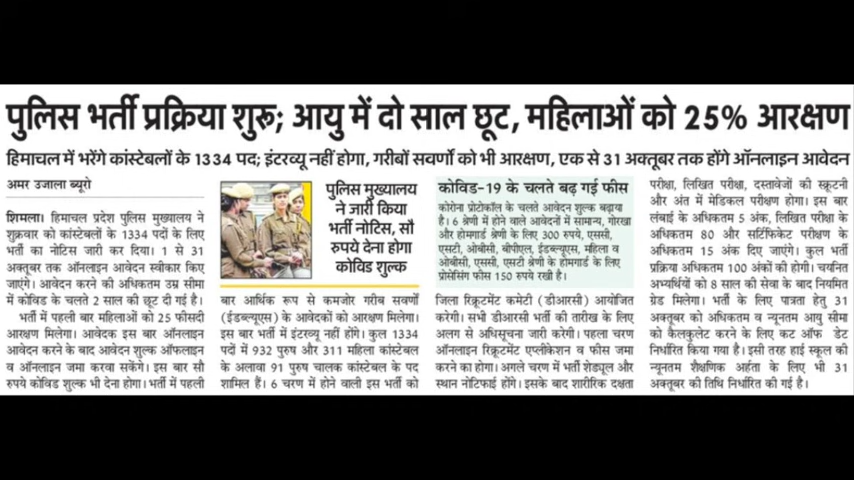 पुलिस भर्ती प्रक्रिया शुरू; आयु में दो साल छूट, महिलाओं को 25% आरक्षण
हिमाचल में भरेंगे कांस्टेबलों के 1334 पद; इंटरव्यू नहीं होगा, गरीबों सवर्णों को भी आरक्षण, एक से 31 अक्तूबर तक होंगे ऑनलाइन आवेदन
अमर उजाला ब्यूरो
शिमला। हिमाचल प्रदेश पुलिस मुख्यालय ने
शुक्रवार को कांस्टेबलों के 1334 पदों के लिए
भर्ती का नोटिस जारी कर दिया। 1 से 31
अक्तूबर तक ऑनलाइन आवेदन स्वीकार किए
जाएंगे। आवेदन करने की अधिकतम उम्र सीमा
में कोविड के चलते 2 साल की छूट दी गई है।
भर्ती में पहली बार महिलाओं को 25 फीसदी
आरक्षण मिलेगा। आवेदक इस बार ऑनलाइन
आवेदन करने के बाद आवेदन शुल्क ऑफलाइन
व ऑनलाइन जमा करवा सकेंगे। इस बार सौ
रुपये कोविड शुल्क भी देना होगा। भर्ती में पहली
पुलिस मुख्यालय
ने जारी किया
भर्ती नोटिस, सौ
रुपये देना होगा
कोविड शुल्क
बार आर्थिक रूप से कमजोर गरीब सवर्णों
(ईडब्ल्यूएस) के आवेदकों को आरक्षण मिलेगा।
इस बार भर्ती में इंटरव्यू नहीं होंगे। कुल 1334
पदों में 932 पुरुष और 311 महिला कांस्टेबल
के अलावा 91 पुरुष चालक कांस्टेबल के पद
शामिल हैं। 6 चरण में होने वाली इस भर्ती को
कोविड-19 के चलते बढ़ गई फीस
कोरोना प्रोटोकॉल के चलते आवेदन शुल्क बढ़ाया
है। 6 श्रेणी में होने वाले आवेदनों में सामान्य, गोरखा
और होमगार्ड श्रेणी के लिए 300 रुपये, एससी,
एसटी, ओबीसी, बीपीएल, ईडब्ल्यूएस, महिला व
ओबीसी, एससी, एसटी श्रेणी के होमगार्ड के लिए
प्रोसेसिंग फीस 150 रुपये रखी है।
जिला रिक्रूटमेंट कमेटी (डीआरसी) आयोजित
करेगी। सभी डीआरसी भर्ती की तारीख के लिए
अलग से अधिसूचना जारी करेगी। पहला चरण
ऑनलाइन रिक्रूटमेंट एप्लीकेशन व फीस जमा
करने का होगा। अगले चरण में भर्ती शेड्यूल और
स्थान नोटिफाई होंगे। इसके बाद शारीरिक दक्षता
परीक्षा, लिखित परीक्षा, दस्तावेजों की स्क्रूटनी
और अंत में मेडिकल परीक्षण होगा। इस बार
लंबाई के अधिकतम 5 अंक, लिखित परीक्षा के
अधिकतम 80 और सर्टिफिकेट परीक्षण के
अधिकतम 15 अंक दिए जाएंगे। कुल भर्ती
प्रक्रिया अधिकतम 100 अंकों की होगी। चयनित
अभ्यर्थियों को 8 साल की सेवा के बाद नियमित
ग्रेड मिलेगा। भर्ती के लिए पात्रता हेतु 31
अक्तूबर को अधिकतम व न्यूनतम आयु सीमा
को कैलकुलेट करने के लिए कट ऑफ डेट
निर्धारित किया गया है। इसी तरह हाई स्कूल की
न्यूनतम शैक्षणिक अर्हता के लिए भी 31
अक्तूबर की तिथि निर्धारित की गई है।